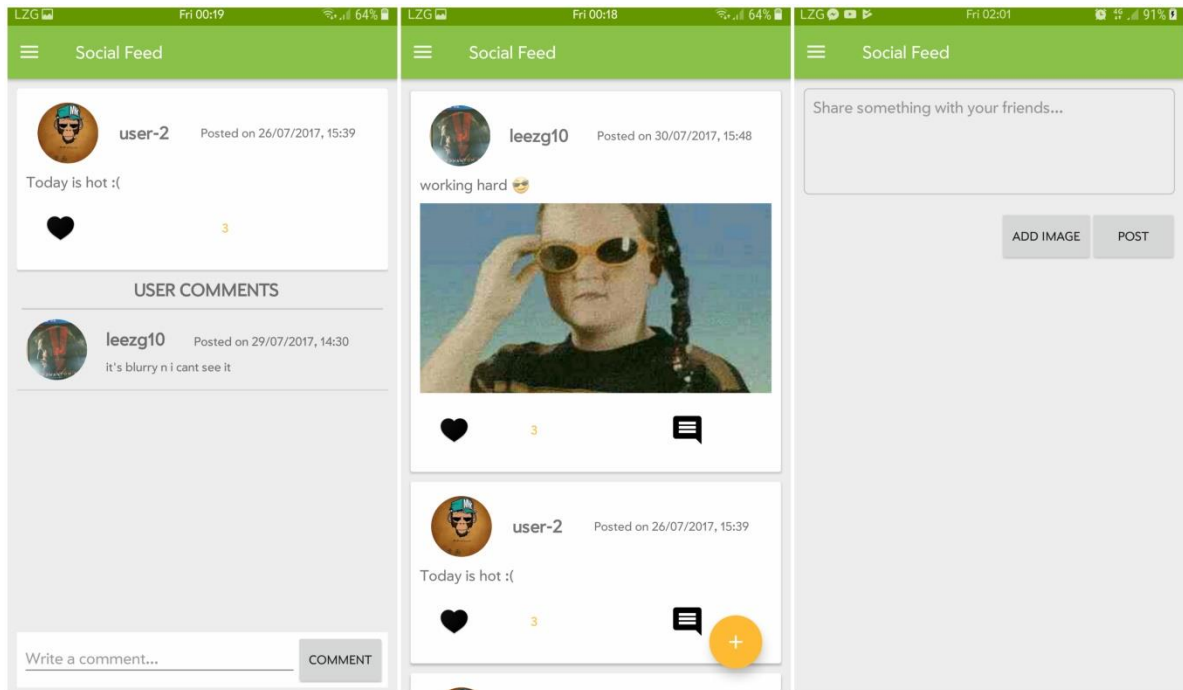 LZG Fri 00:19 64%
Social Feed
user-2 Posted on 26/07/2017, 15:39
Today is hot :(
3
USER COMMENTS
leezg10 Posted on 29/07/2017, 14:30
it's blurry n i cant see it
Write a comment... COMMENT
LZG Fri 00:18 64%
Social Feed
leezg10 Posted on 30/07/2017, 15:48
working hard 😎
3
user-2 Posted on 26/07/2017, 15:39
Today is hot :(
3
+
LZG Fri 02:01 4G 91%
Social Feed
Share something with your friends...
ADD IMAGE POST